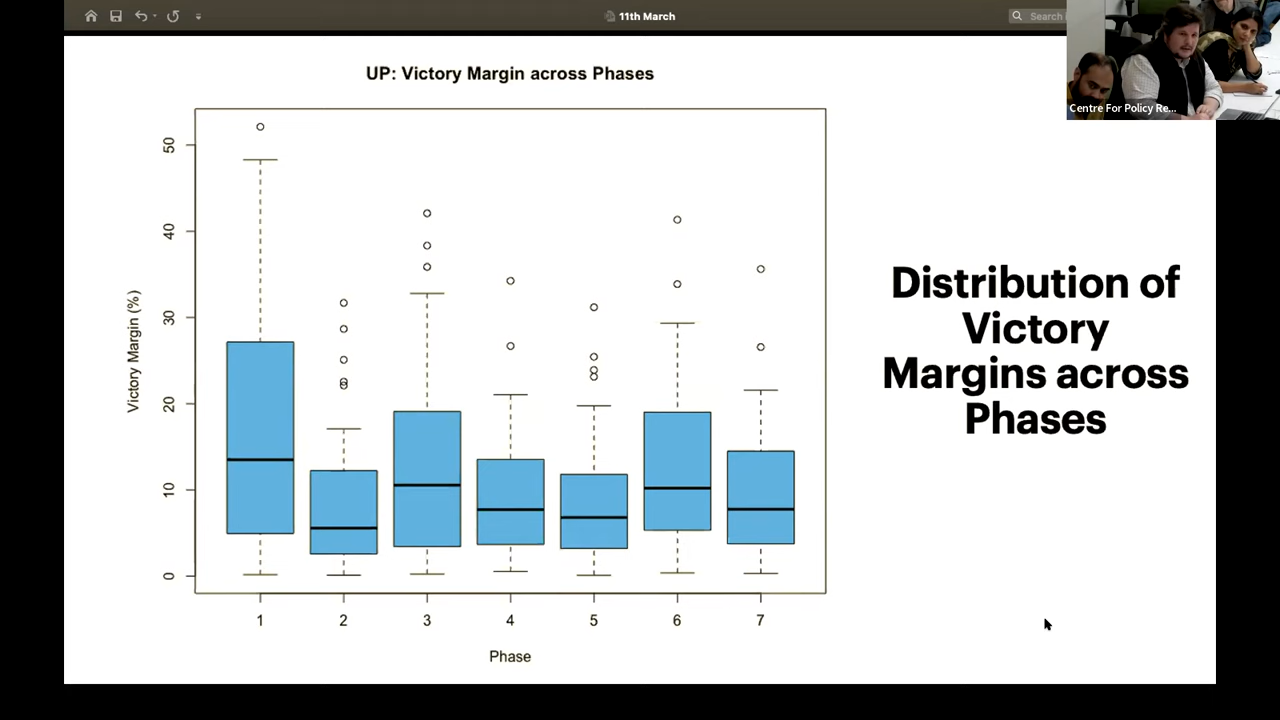 11th March
Search
Centre For Policy Re...
UP: Victory Margin across Phases
Victory Margin (%)
50
40
30
20
10
0
1 2 3 4 5 6 7
Phase
Distribution of
Victory
Margins across
Phases